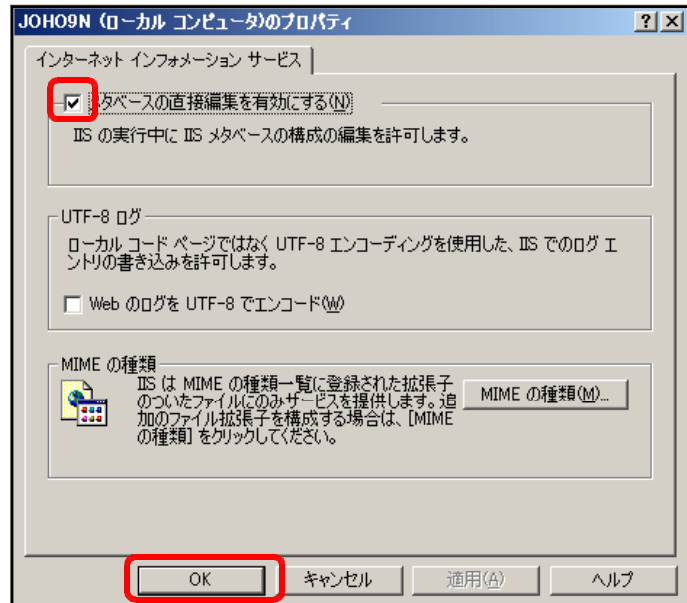 JOHO9N (ローカル コンピュータ)のプロパティ
インターネット インフォメーション サービス
メタベースの直接編集を有効にする(N)
IIS の実行中に IIS メタベースの構成の編集を許可します。
UTF-8 ログ
ローカル コード ページではなく UTF-8 エンコーディングを使用した、IIS でのログ エ
ントリの書き込みを許可します。
Web のログを UTF-8 でエンコード(W)
MIME の種類
IIS は MIME の種類一覧に登録された拡張子
のついたファイルにのみサービスを提供します。追
加のファイル拡張子を構成する場合は、[MIME
の種類] をクリックしてください。
MIME の種類(M)...
OK
キャンセル
適用(A)
ヘルプ